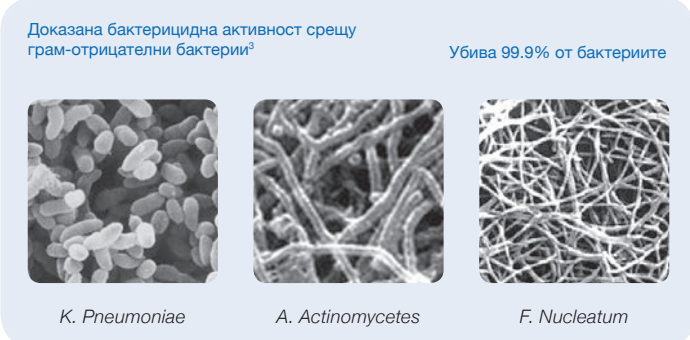 Доказана бактерицидна активност срещу
грам-отрицателни бактерии³
Убива 99.9% от бактериите
K. Pneumoniae
A. Actinomycetes
F. Nucleatum